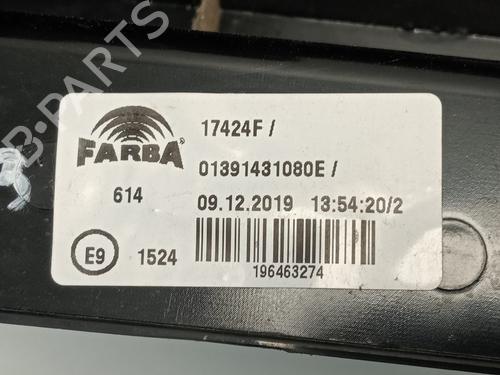 B-PARTS
FARBA®
17424F /
01391431080E /
614
09.12.2019 13:54:20/2
E9
1524
196463274